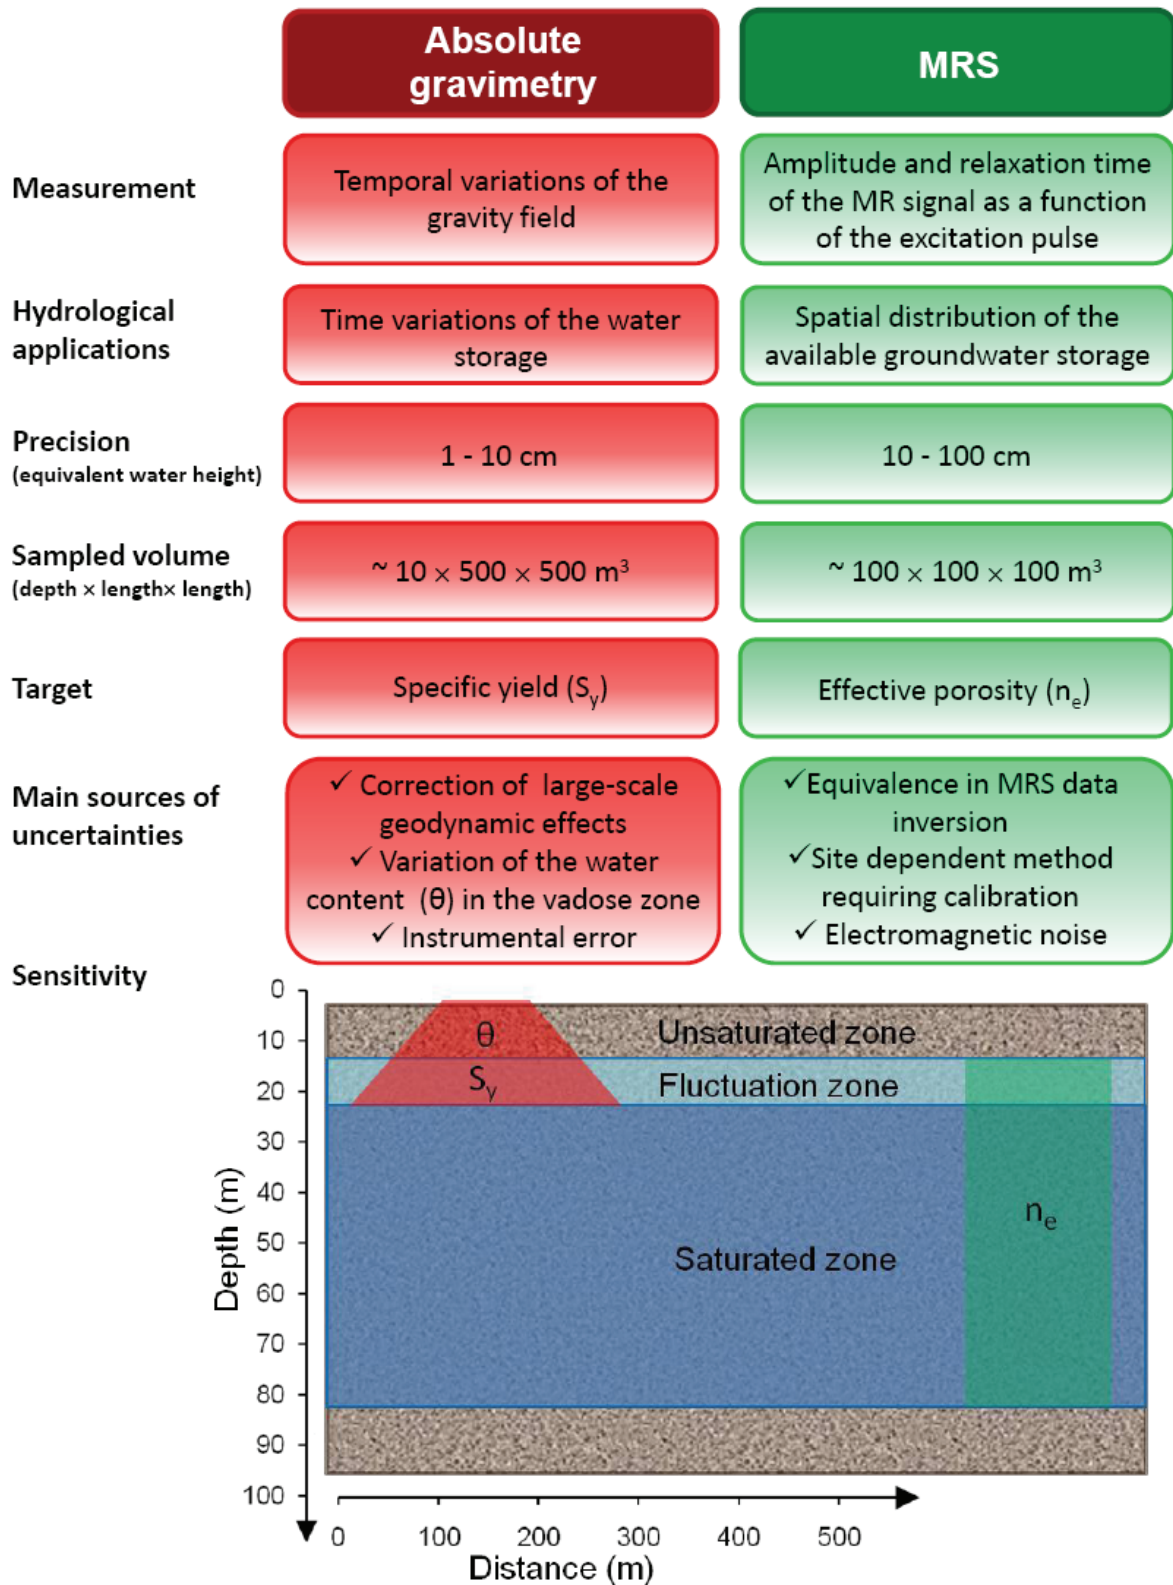 Absolute
gravimetry
MRS
Measurement
Temporal variations of the
gravity field
Amplitude and relaxation time
of the MR signal as a function
of the excitation pulse
Hydrological
applications
Time variations of the water
storage
Spatial distribution of the
available groundwater storage
Precision
(equivalent water height)
1 - 10 cm
10 - 100 cm
Sampled volume
(depth × length× length)
~ 10 × 500 × 500 m³
~ 100 × 100 × 100 m³
Target
Specific yield (Sy)
Effective porosity (ne)
Main sources of
uncertainties
✓ Correction of large-scale
geodynamic effects
✓ Variation of the water
content (θ) in the vadose zone
✓ Instrumental error
✓Equivalence in MRS data
inversion
✓Site dependent method
requiring calibration
✓ Electromagnetic noise
Sensitivity
0
10
20
30
40
50
60
70
80
90
100
Depth (m)
θ
Unsaturated zone
Sy
Fluctuation zone
ne
Saturated zone
0 100 200 300 400 500
Distance (m)